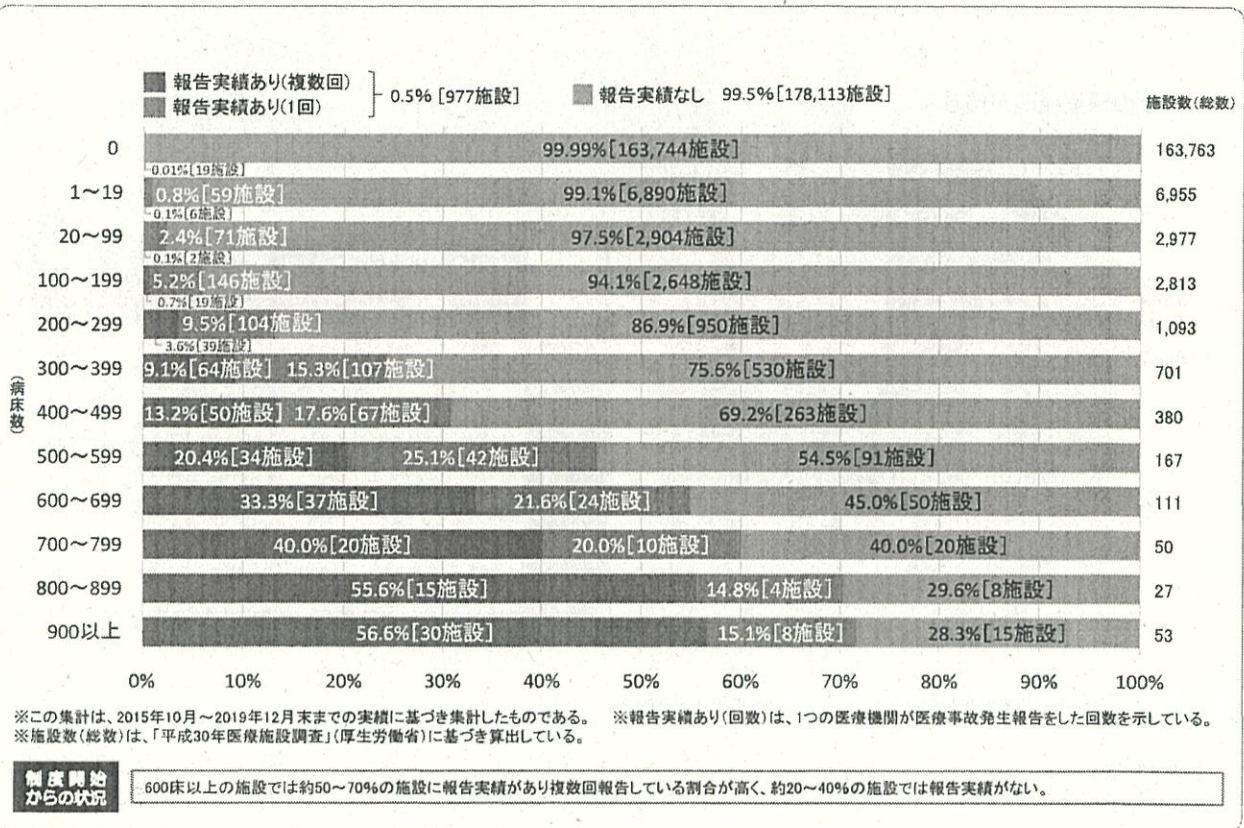 報告実績あり(複数回)
報告実績あり(1回)
0.5% [977施設]
報告実績なし 99.5%[178,113施設]
施設数(総数)
(病床数)
0 99.99%[163,744施設] 163,763
0.01%[19施設]
1～19 0.8%[59施設] 99.1%[6,890施設] 6,955
0.1%[6施設]
20～99 2.4%[71施設] 97.5%[2,904施設] 2,977
0.1%[2施設]
100～199 5.2%[146施設] 94.1%[2,648施設] 2,813
0.7%[19施設]
200～299 9.5%[104施設] 86.9%[950施設] 1,093
3.6%[39施設]
300～399 9.1%[64施設] 15.3%[107施設] 75.6%[530施設] 701
400～499 13.2%[50施設] 17.6%[67施設] 69.2%[263施設] 380
500～599 20.4%[34施設] 25.1%[42施設] 54.5%[91施設] 167
600～699 33.3%[37施設] 21.6%[24施設] 45.0%[50施設] 111
700～799 40.0%[20施設] 20.0%[10施設] 40.0%[20施設] 50
800～899 55.6%[15施設] 14.8%[4施設] 29.6%[8施設] 27
900以上 56.6%[30施設] 15.1%[8施設] 28.3%[15施設] 53
0% 10% 20% 30% 40% 50% 60% 70% 80% 90% 100%
※この集計は、2015年10月～2019年12月末までの実績に基づき集計したものである。 ※報告実績あり(回数)は、1つの医療機関が医療事故発生報告をした回数を示している。
※施設数(総数)は、「平成30年医療施設調査」(厚生労働省)に基づき算出している。
制度開始
からの状況
600床以上の施設では約50～70%の施設に報告実績があり複数回報告している割合が高く、約20～40%の施設では報告実績がない。